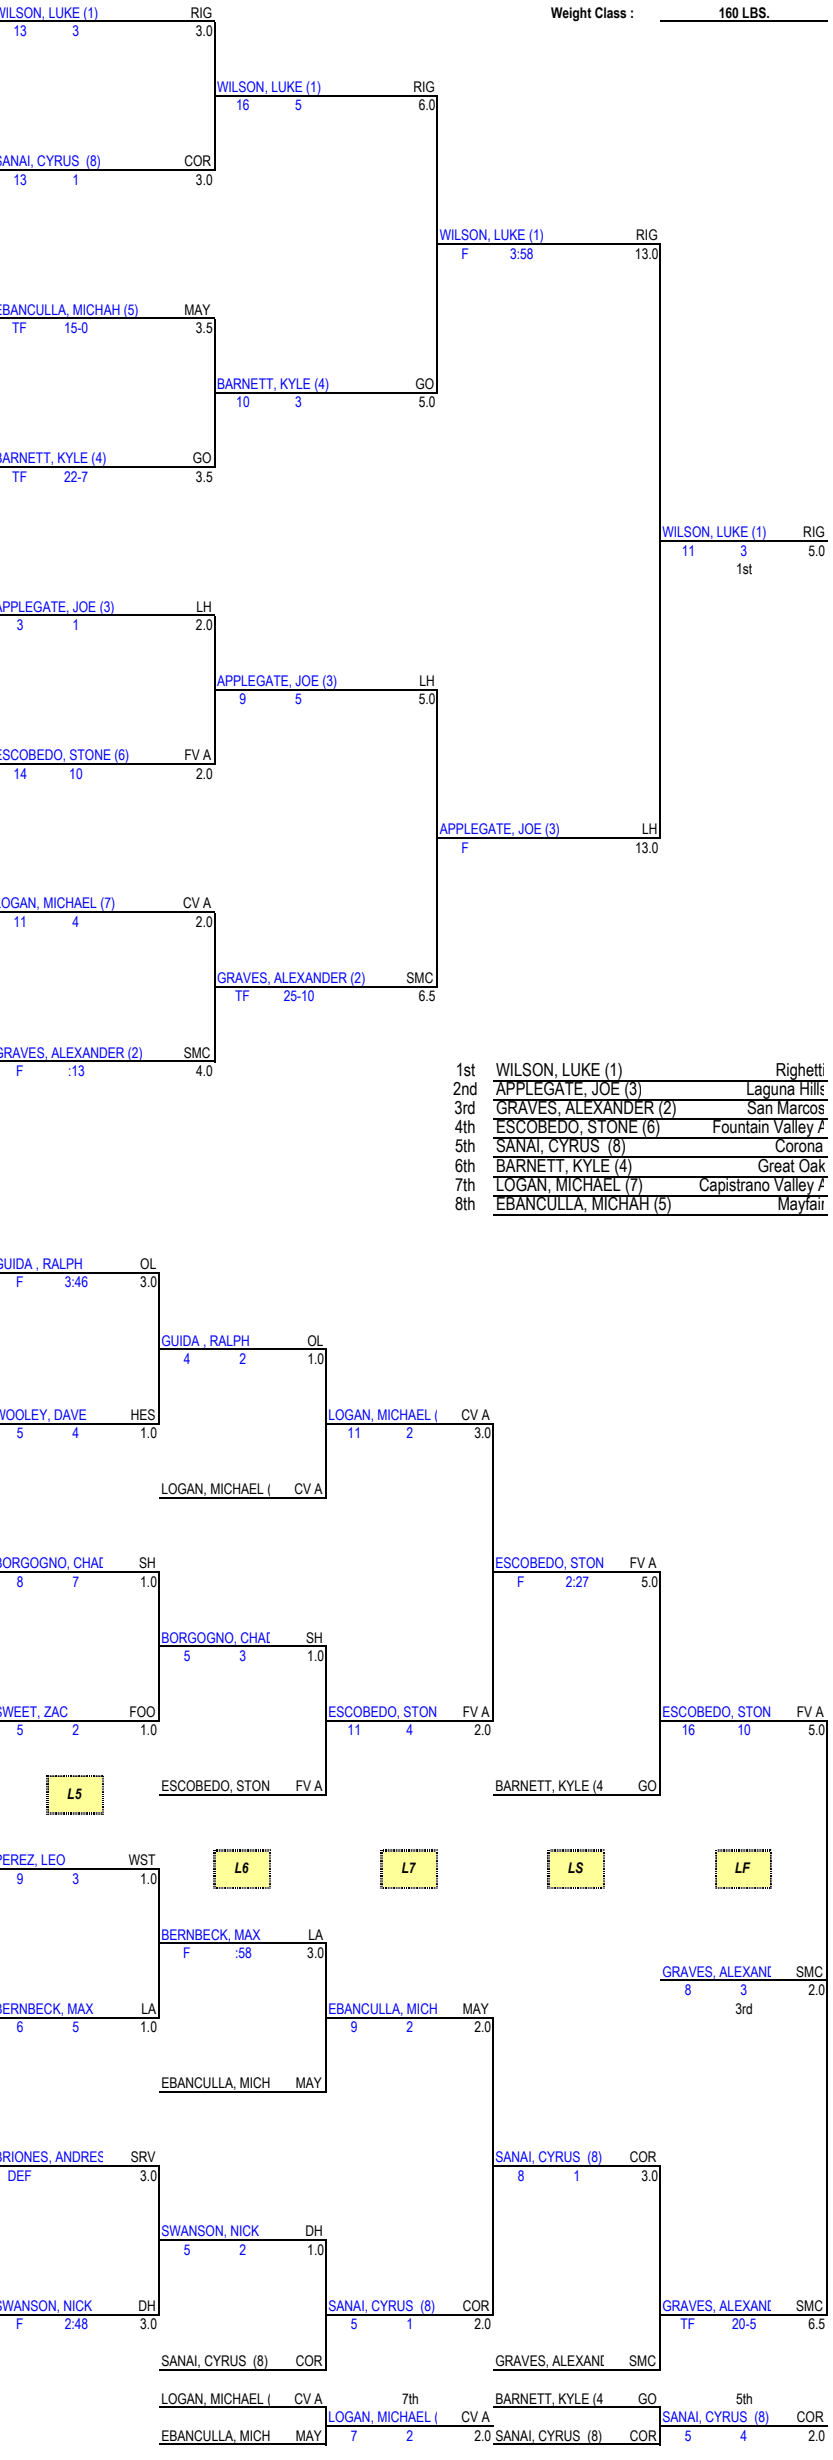 WILSON, LUKE (1) RIG Weight Class : 160 LBS.
13 3 3.0
WILSON, LUKE (1) RIG
16 5 6.0
SANAI, CYRUS (8) COR
13 1 3.0
WILSON, LUKE (1) RIG
F 3:58 13.0
EBANCULLA, MICHAH (5) MAY
TF 15-0 3.5
BARNETT, KYLE (4) GO
10 3 5.0
BARNETT, KYLE (4) GO
TF 22-7 3.5
WILSON, LUKE (1) RIG
11 3 5.0
1st
APPLEGATE, JOE (3) LH
3 1 2.0
APPLEGATE, JOE (3) LH
9 5 5.0
ESCOBEDO, STONE (6) FV A
14 10 2.0
APPLEGATE, JOE (3) LH
F 13.0
LOGAN, MICHAEL (7) CV A
11 4 2.0
GRAVES, ALEXANDER (2) SMC
TF 25-10 6.5
GRAVES, ALEXANDER (2) SMC
F :13 4.0
1st WILSON, LUKE (1) Righetti
2nd APPLEGATE, JOE (3) Laguna Hills
3rd GRAVES, ALEXANDER (2) San Marcos
4th ESCOBEDO, STONE (6) Fountain Valley A
5th SANAI, CYRUS (8) Corona
6th BARNETT, KYLE (4) Great Oak
7th LOGAN, MICHAEL (7) Capistrano Valley A
8th EBANCULLA, MICHAH (5) Mayfair
GUIDA , RALPH OL
F 3:46 3.0
GUIDA , RALPH OL
4 2 1.0
WOOLEY, DAVE HES LOGAN, MICHAEL ( CV A
5 4 1.0 11 2 3.0
LOGAN, MICHAEL ( CV A
BORGOGNO, CHAD SH ESCOBEDO, STON FV A
8 7 1.0 F 2:27 5.0
BORGOGNO, CHAD SH
5 3 1.0
SWEET, ZAC FOO ESCOBEDO, STON FV A ESCOBEDO, STON FV A
5 2 1.0 11 4 2.0 16 10 5.0
L5 ESCOBEDO, STON FV A BARNETT, KYLE (4 GO
PEREZ, LEO WST L6 L7 LS LF
9 3 1.0
BERNBECK, MAX LA
F :58 3.0
GRAVES, ALEXAND SMC
8 3 2.0
BERNBECK, MAX LA EBANCULLA, MICH MAY 3rd
6 5 1.0 9 2 2.0
EBANCULLA, MICH MAY
BRIONES, ANDRES SRV SANAI, CYRUS (8) COR
DEF 3.0 8 1 3.0
SWANSON, NICK DH
5 2 1.0
SWANSON, NICK DH SANAI, CYRUS (8) COR GRAVES, ALEXAND SMC
F 2:48 3.0 5 1 2.0 TF 20-5 6.5
SANAI, CYRUS (8) COR GRAVES, ALEXAND SMC
LOGAN, MICHAEL ( CV A 7th BARNETT, KYLE (4 GO 5th
LOGAN, MICHAEL ( CV A SANAI, CYRUS (8) COR
EBANCULLA, MICH MAY 7 2 2.0 SANAI, CYRUS (8) COR 5 4 2.0